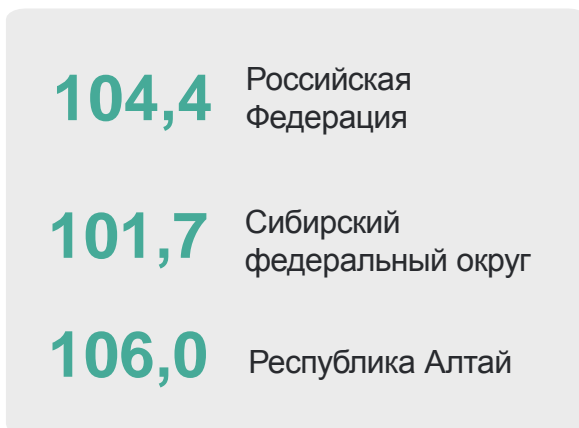 104,4
Российская
Федерация
101,7
Сибирский
федеральный округ
106,0
Республика Алтай